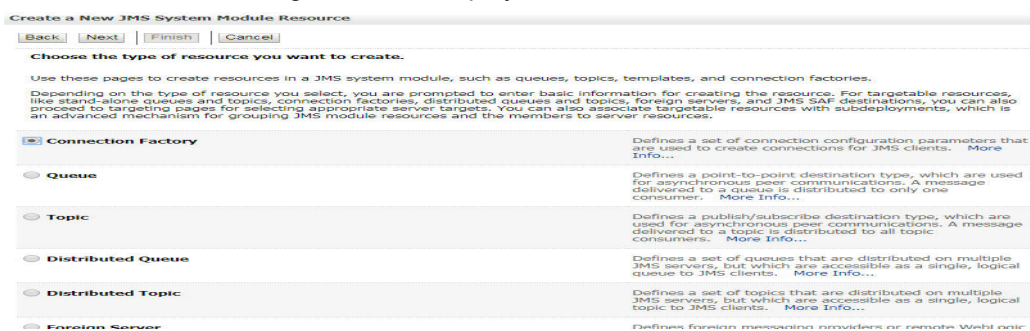 Create a New JMS System Module Resource
Back Next Finish Cancel
Choose the type of resource you want to create.
Use these pages to create resources in a JMS system module, such as queues, topics, templates, and connection factories.
Depending on the type of resource you select, you are prompted to enter basic information for creating the resource. For targetable resources,
like stand-alone queues and topics, connection factories, distributed queues and topics, foreign servers, and JMS SAF destinations, you can also
proceed to targeting pages for selecting appropriate server targets. You can also associate targetable resources with subdeployments, which is
an advanced mechanism for grouping JMS module resources and the members to server resources.
Connection Factory
Defines a set of connection configuration parameters that
are used to create connections for JMS clients. More
Info...
Queue
Defines a point-to-point destination type, which are used
for asynchronous peer communications. A message
delivered to a queue is distributed to only one
consumer. More Info...
Topic
Defines a publish/subscribe destination type, which are
used for asynchronous peer communications. A message
delivered to a topic is distributed to all topic
consumers. More Info...
Distributed Queue
Defines a set of queues that are distributed on multiple
JMS servers, but which are accessible as a single, logical
queue to JMS clients. More Info...
Distributed Topic
Defines a set of topics that are distributed on multiple
JMS servers, but which are accessible as a single, logical
topic to JMS clients. More Info...
Foreign Server
Defines foreign messaging providers or remote WebLogic